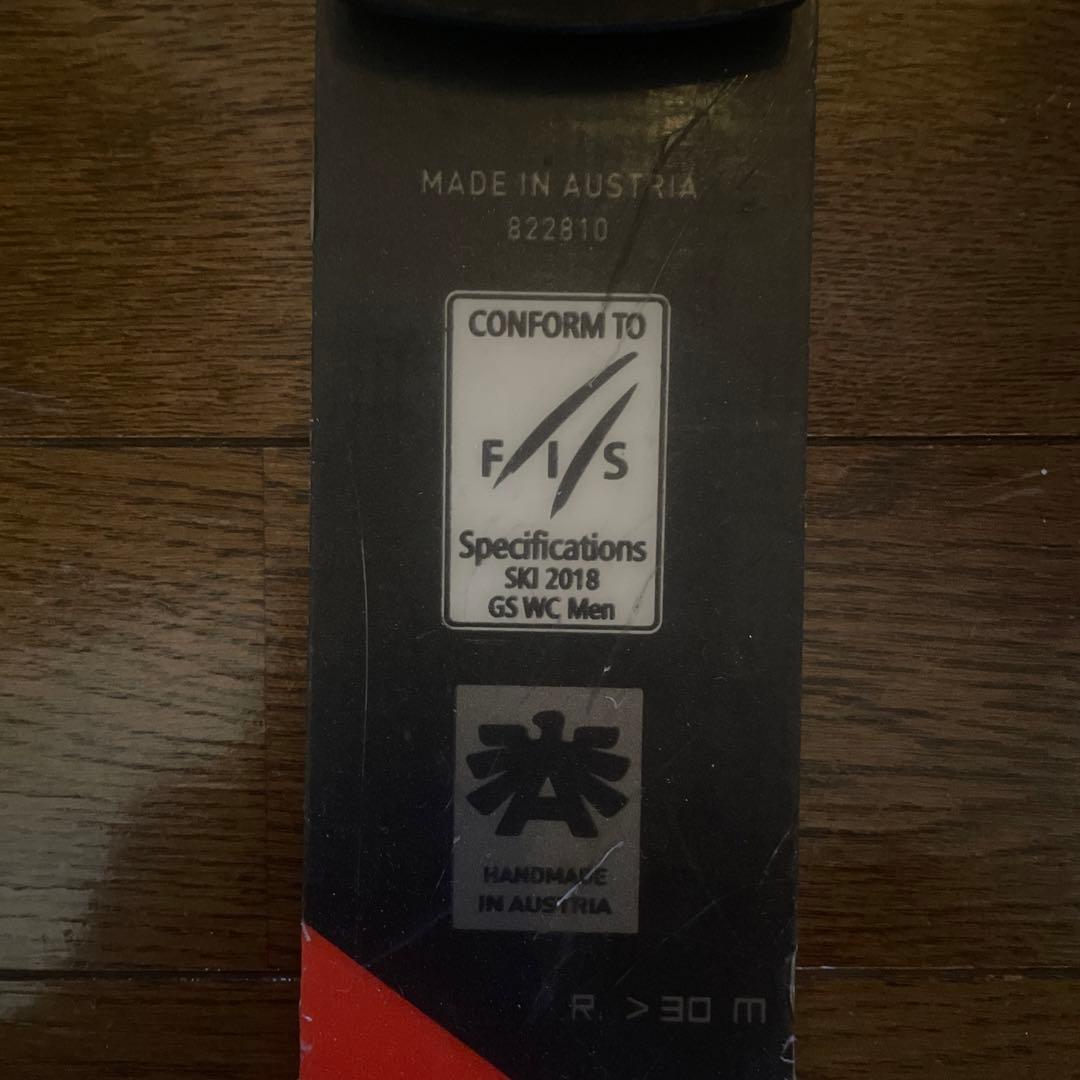 MADE IN AUSTRIA
822810
CONFORM TO
F I S
Specifications
SKI 2018
GS WC Men
A
HANDMADE
IN AUSTRIA
R. >30 m